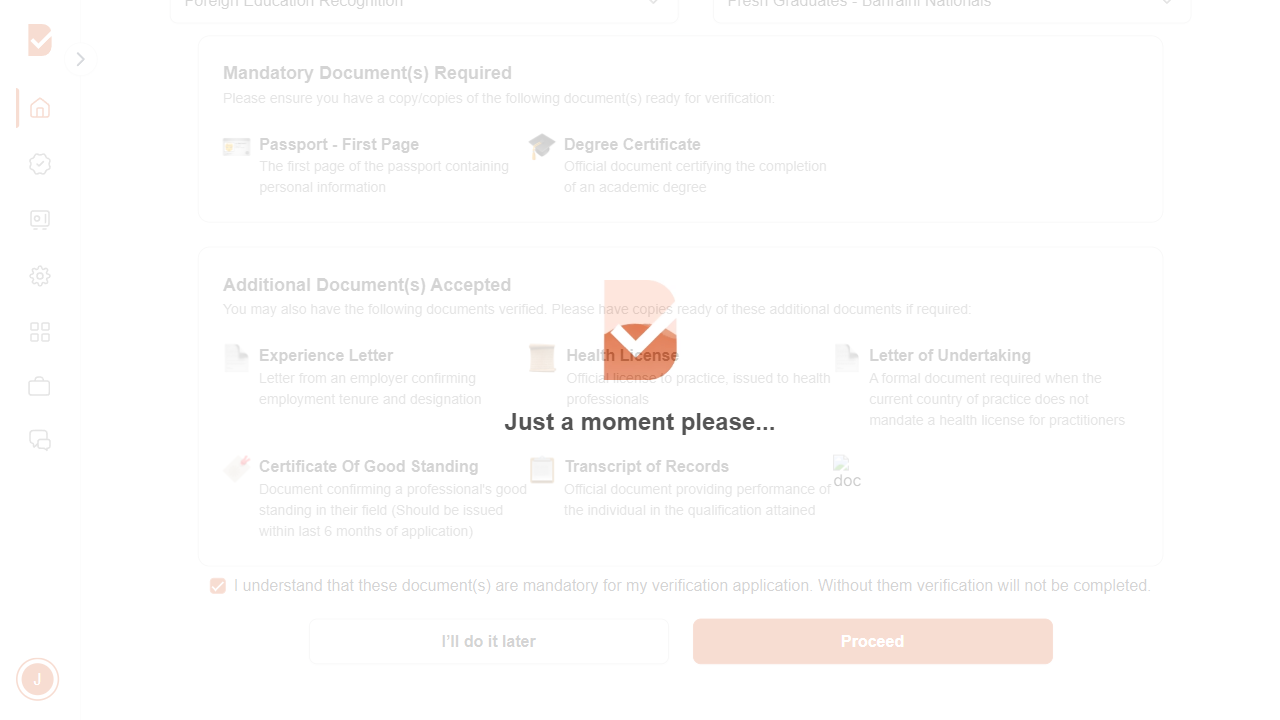 Foreign Education Recognition
Fresh Graduates - Bahraini Nationals
Mandatory Document(s) Required
Please ensure you have a copy/copies of the following document(s) ready for verification:
Passport - First Page
The first page of the passport containing
personal information
Degree Certificate
Official document certifying the completion
of an academic degree
Additional Document(s) Accepted
You may also have the following documents verified. Please have copies ready of these additional documents if required:
Experience Letter
Letter from an employer confirming
employment tenure and designation
Health License
Official license to practice, issued to health
professionals
Letter of Undertaking
A formal document required when the
current country of practice does not
mandate a health license for practitioners
Just a moment please...
Certificate Of Good Standing
Document confirming a professional's good
standing in their field (Should be issued
within last 6 months of application)
Transcript of Records
Official document providing performance of
the individual in the qualification attained
doc
I understand that these document(s) are mandatory for my verification application. Without them verification will not be completed.
I'll do it later
Proceed
J